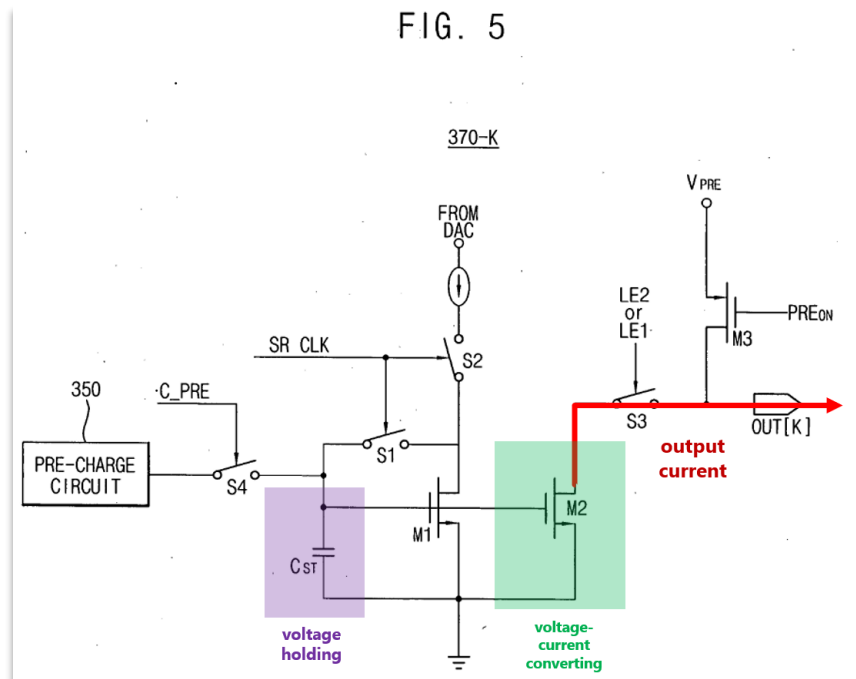 FIG. 5
370-K
VPRE
FROM
DAC
LE2
or
LE1
PREON
M3
SR CLK
S2
350
C_PRE
S1
S3
OUT[K]
output
current
PRE-CHARGE
CIRCUIT
S4
M1
M2
CST
voltage
holding
voltage-
current
converting